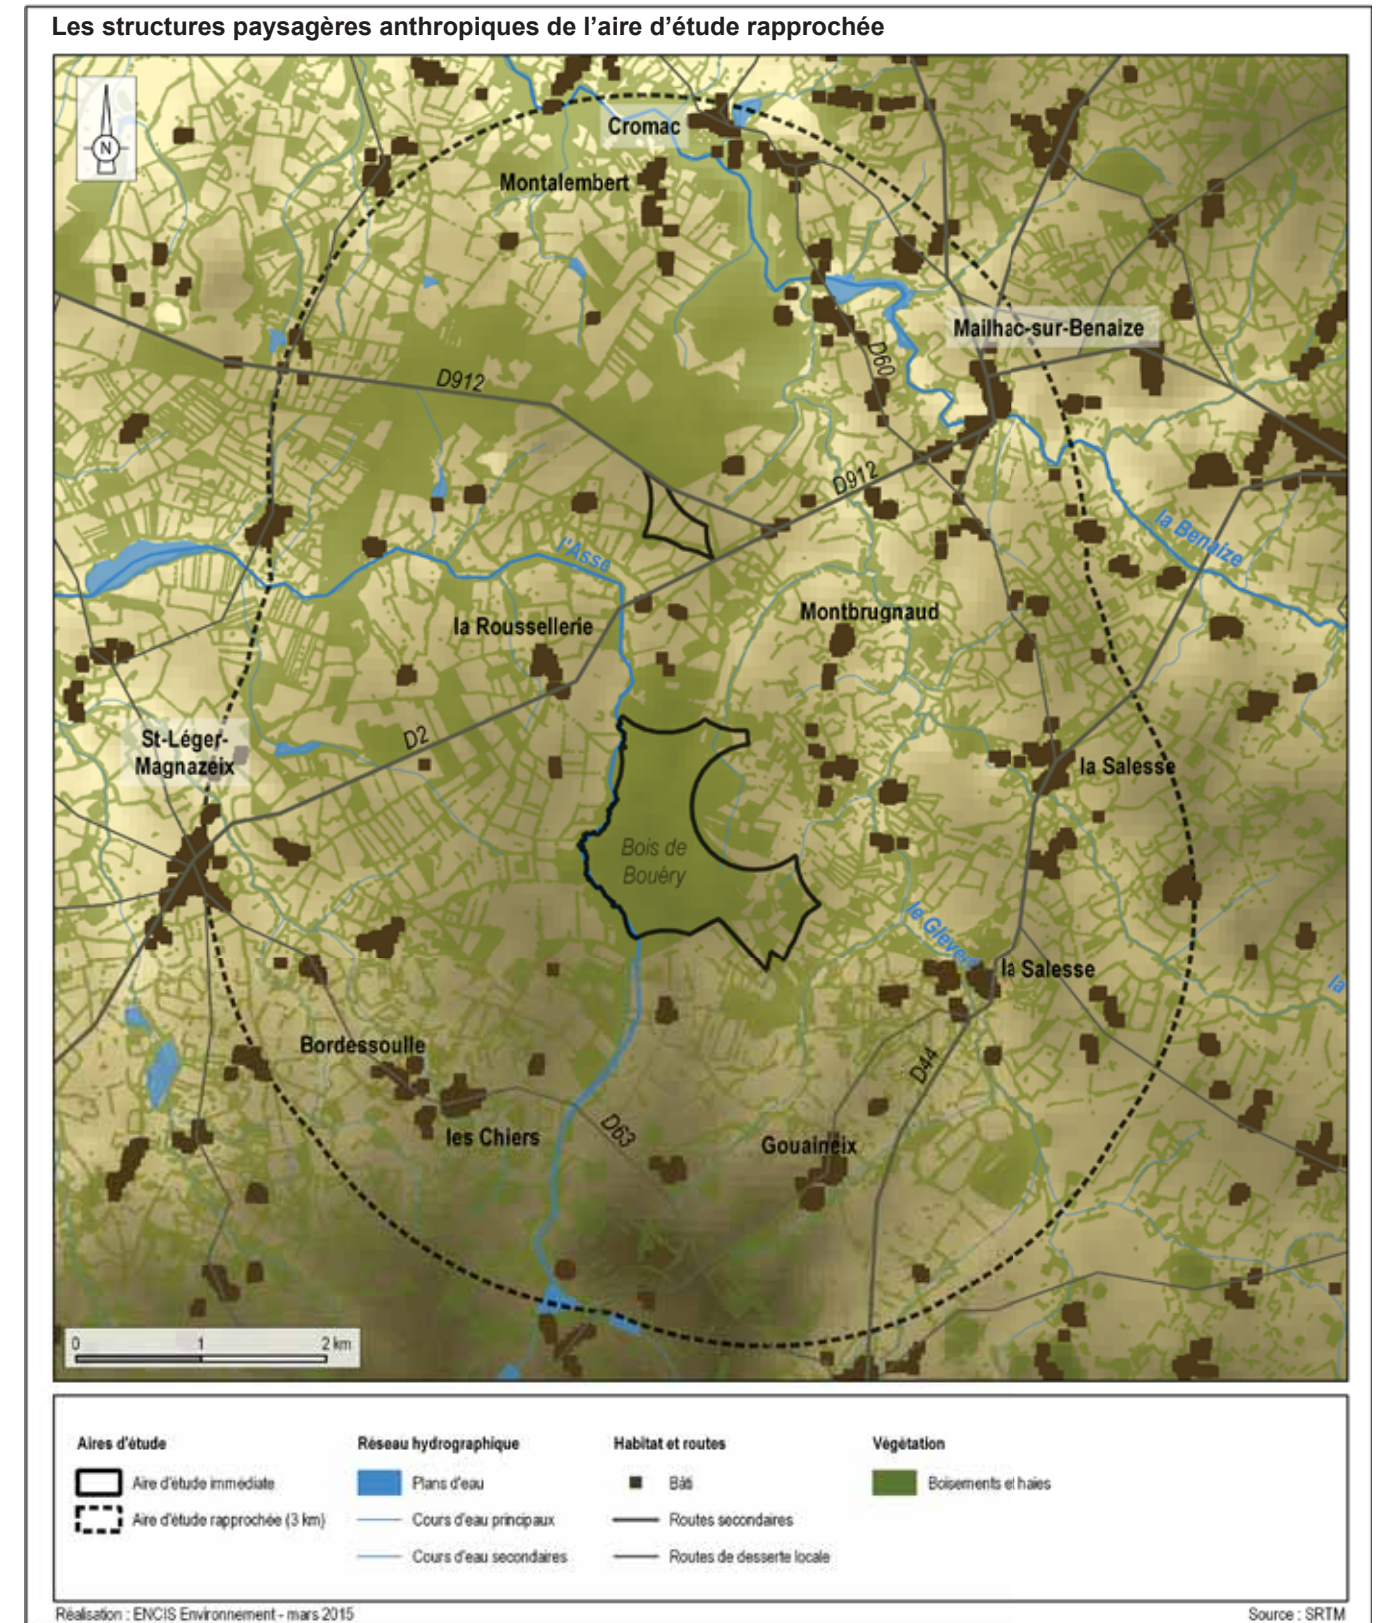 Les structures paysagères anthropiques de l'aire d'étude rapprochée
N
Cromac
Montalembert
Mailhac-sur-Benaize
D60
D912
D912
la Benaize
l'Asse
la Roussellerie
Montbrugnaud
St-Léger-
Magnazeix
D2
la Salesse
Bois de
Bouéry
le Glevert
la Salesse
la
Bordessoulle
D44
les Chiers
D63
Gouaineix
0 1 2 km
Aires d'étude
Aire d'étude immédiate
Aire d'étude rapprochée (3 km)
Réseau hydrographique
Plans d'eau
Cours d'eau principaux
Cours d'eau secondaires
Habitat et routes
Bâti
Routes secondaires
Routes de desserte locale
Végétation
Boisements et haies
Réalisation : ENCIS Environnement - mars 2015
Source : SRTM